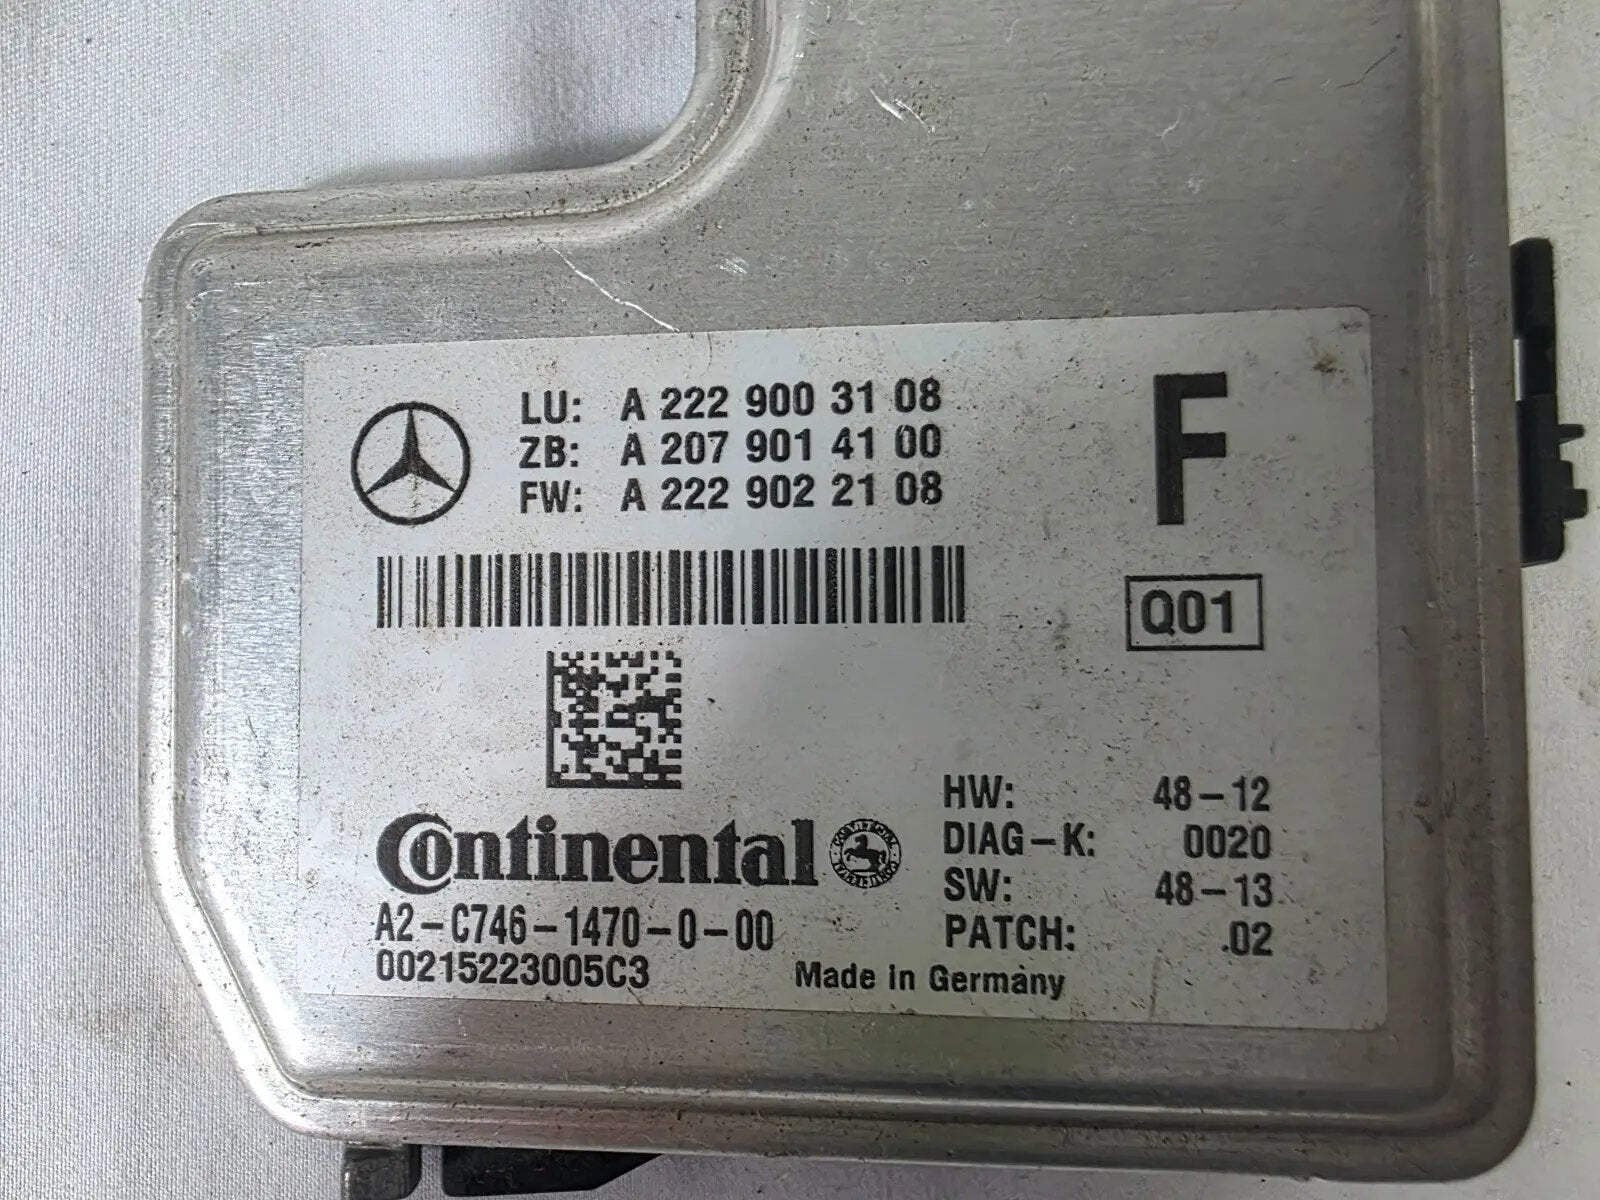 LU: A 222 900 31 08
ZB: A 207 901 41 00
FW: A 222 902 21 08
F
Q01
HW: 48-12
DIAG-K: 0020
SW: 48-13
PATCH: .02
Continental
A2-C746-1470-0-00
00215223005C3
Made in Germany